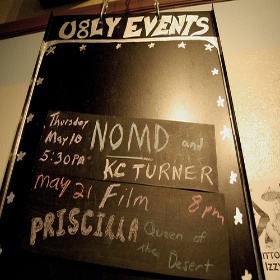 UGLY EVENTS
Thursday
May 10
5:30PM
NOMD and
KC TURNER
May 21 Film 8pm
PRISCILLA Queen of
the Desert